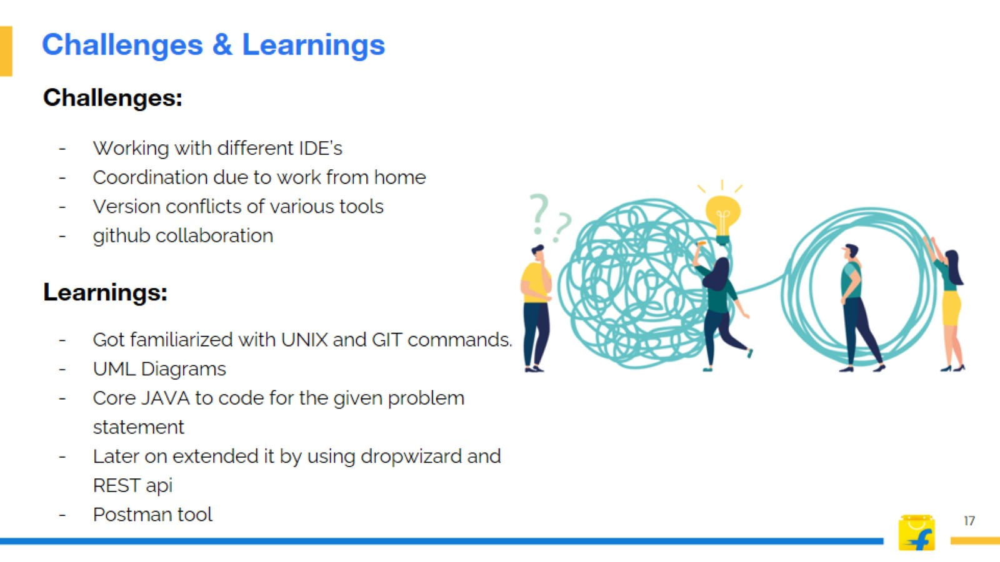 Challenges & Learnings
Challenges:
- Working with different IDE's
- Coordination due to work from home
- Version conflicts of various tools
- github collaboration
? ?
Learnings:
- Got familiarized with UNIX and GIT commands.
- UML Diagrams
- Core JAVA to code for the given problem
statement
- Later on extended it by using dropwizard and
REST api
- Postman tool
f
17